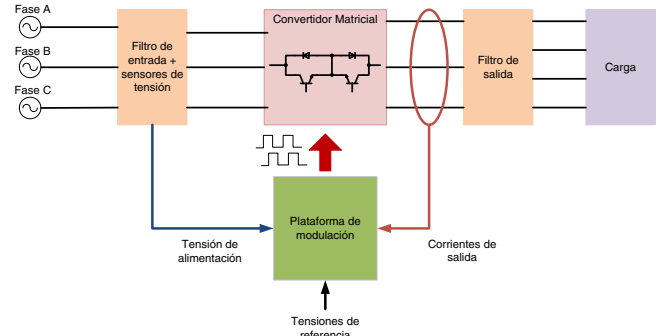 Fase A
Fase B
Fase C
Filtro de
entrada +
sensores de
tensión
Convertidor Matricial
Filtro de
salida
Carga
Plataforma de
modulación
Tensión de
alimentación
Corrientes de
salida
Tensiones de
referencia